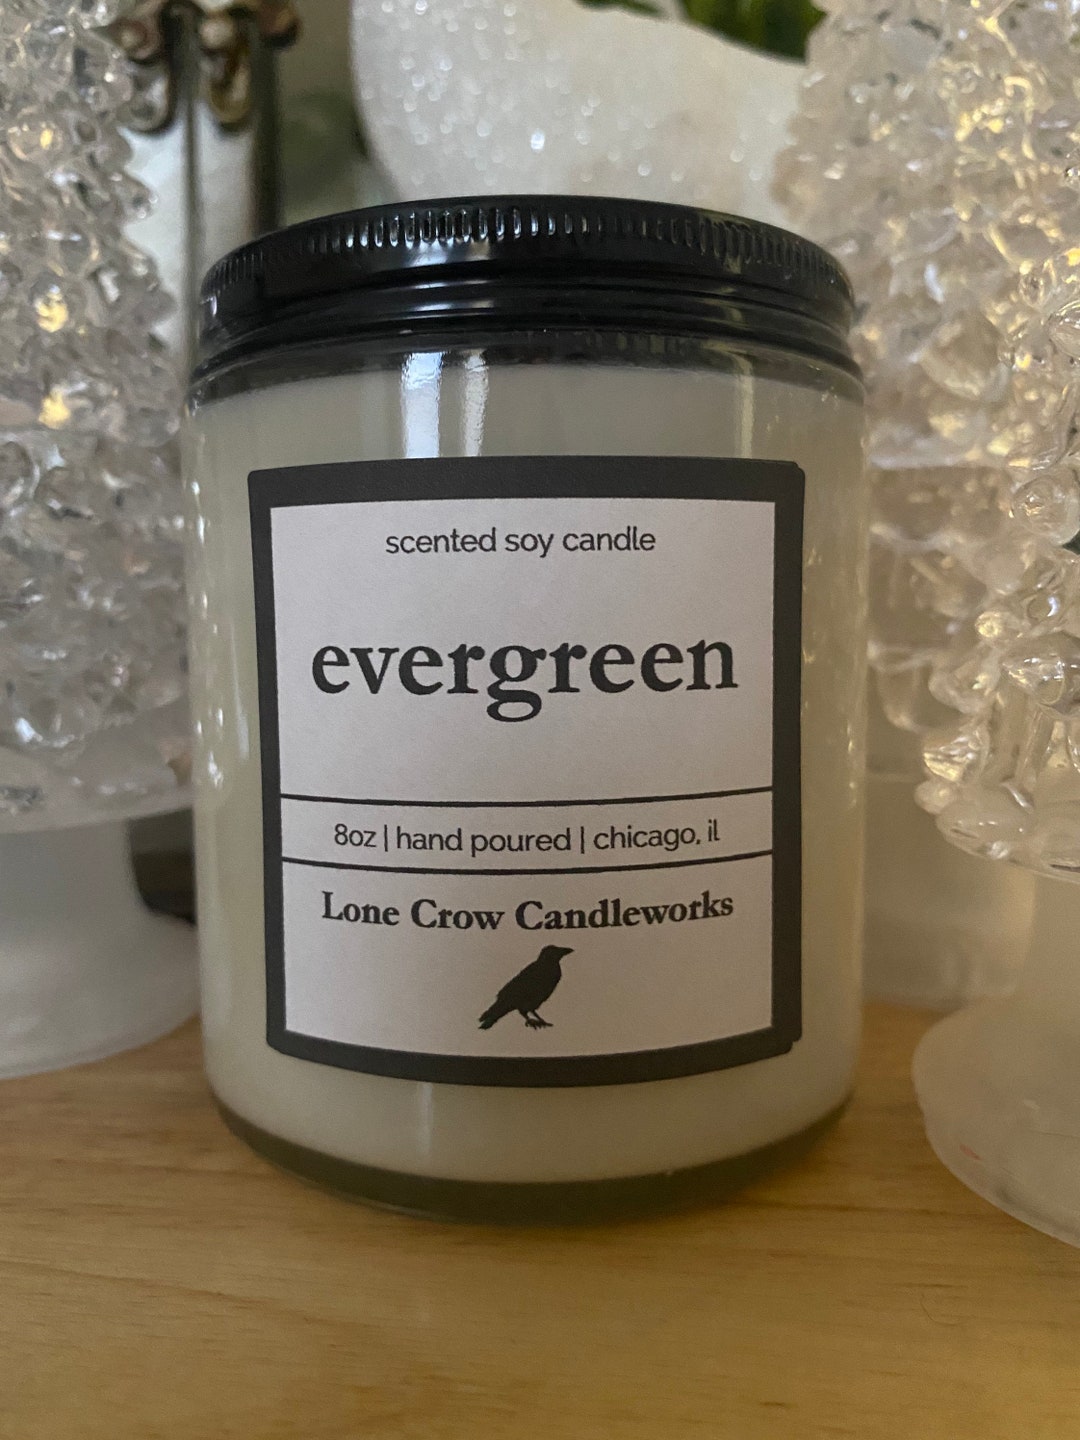 scented soy candle
evergreen
8oz | hand poured | chicago, il
Lone Crow Candleworks